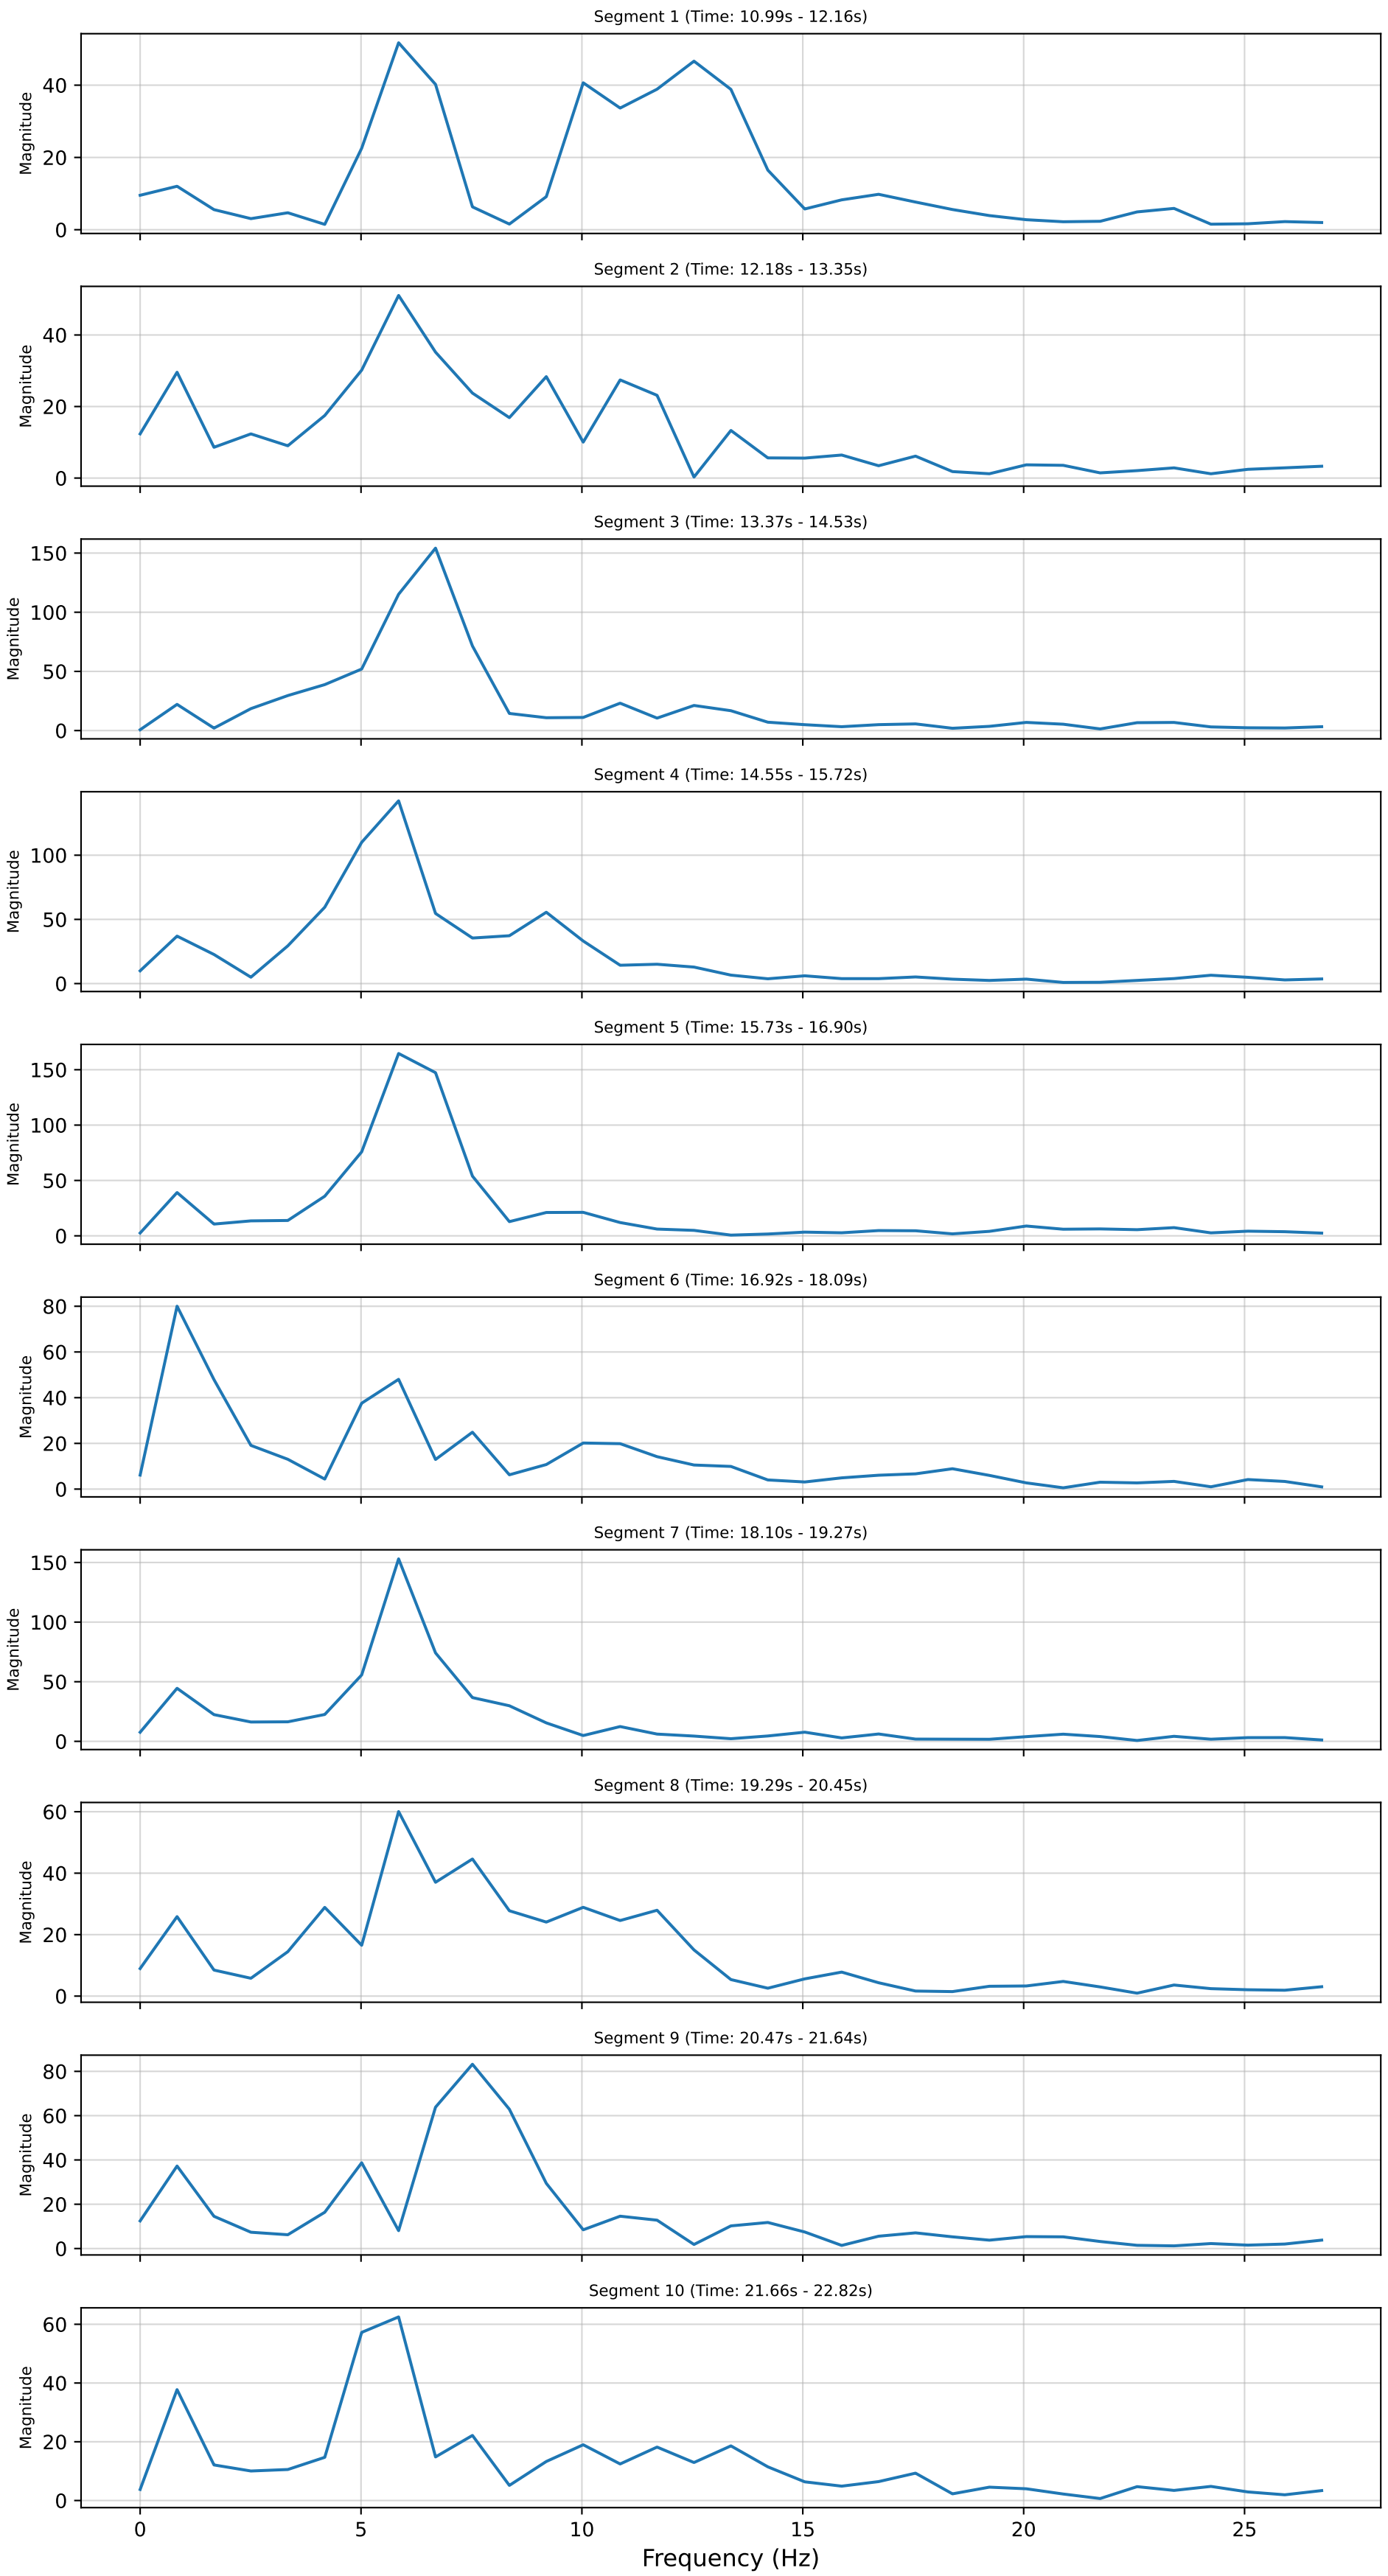 Segment 1 (Time: 10.99s - 12.16s)
Magnitude
40
20
0
Segment 2 (Time: 12.18s - 13.35s)
Magnitude
40
20
0
Segment 3 (Time: 13.37s - 14.53s)
Magnitude
150
100
50
0
Segment 4 (Time: 14.55s - 15.72s)
Magnitude
100
50
0
Segment 5 (Time: 15.73s - 16.90s)
Magnitude
150
100
50
0
Segment 6 (Time: 16.92s - 18.09s)
Magnitude
80
60
40
20
0
Segment 7 (Time: 18.10s - 19.27s)
Magnitude
150
100
50
0
Segment 8 (Time: 19.29s - 20.45s)
Magnitude
60
40
20
0
Segment 9 (Time: 20.47s - 21.64s)
Magnitude
80
60
40
20
0
Segment 10 (Time: 21.66s - 22.82s)
Magnitude
60
40
20
0
0 5 10 15 20 25
Frequency (Hz)